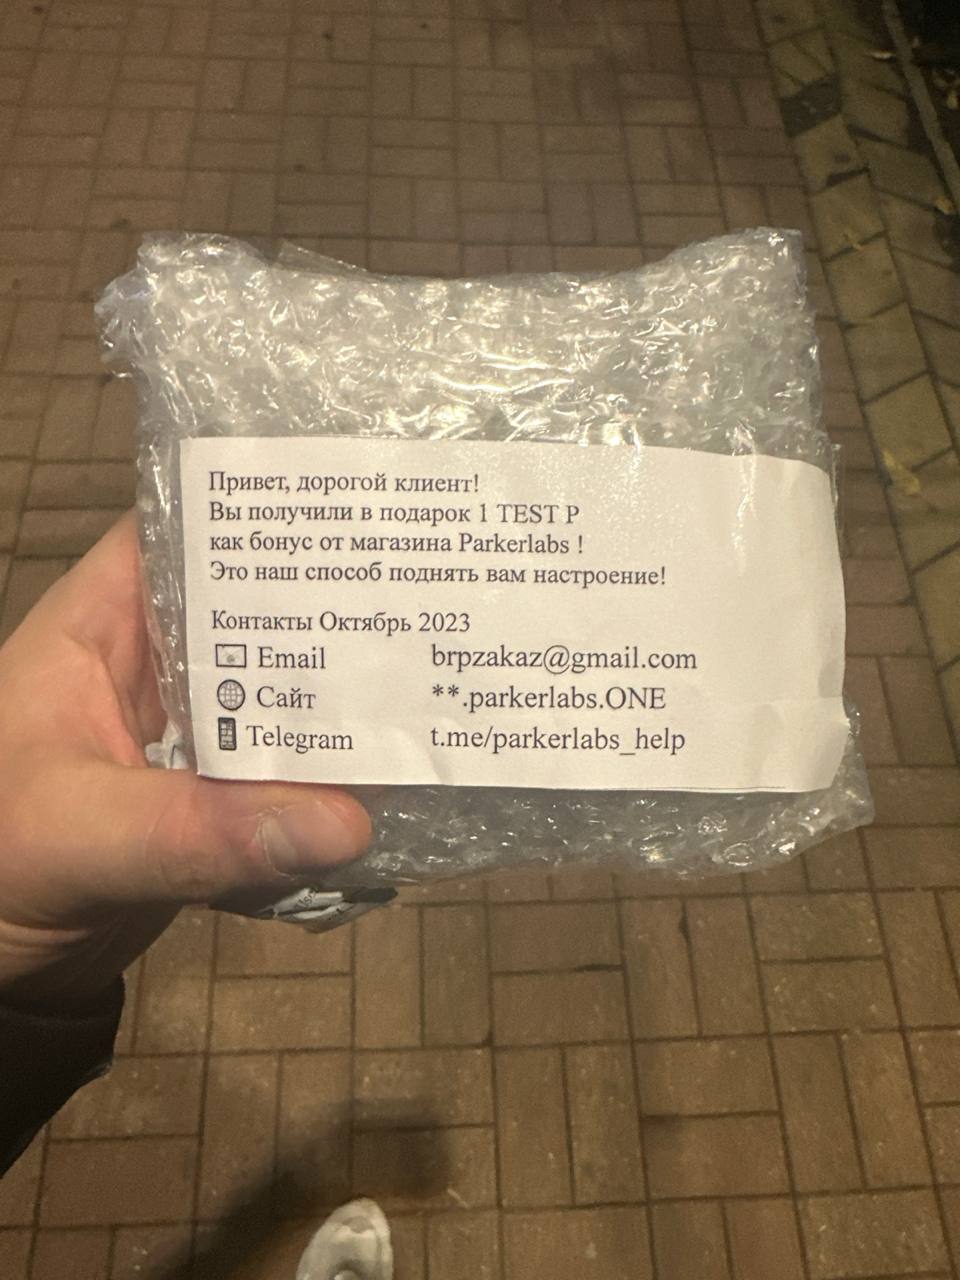 Привет, дорогой клиент!
Вы получили в подарок 1 TEST P
как бонус от магазина Parkerlabs !
Это наш способ поднять вам настроение!
Контакты Октябрь 2023
Email brpzakaz@gmail.com
Сайт **.parkerlabs.ONE
Telegram t.me/parkerlabs_help